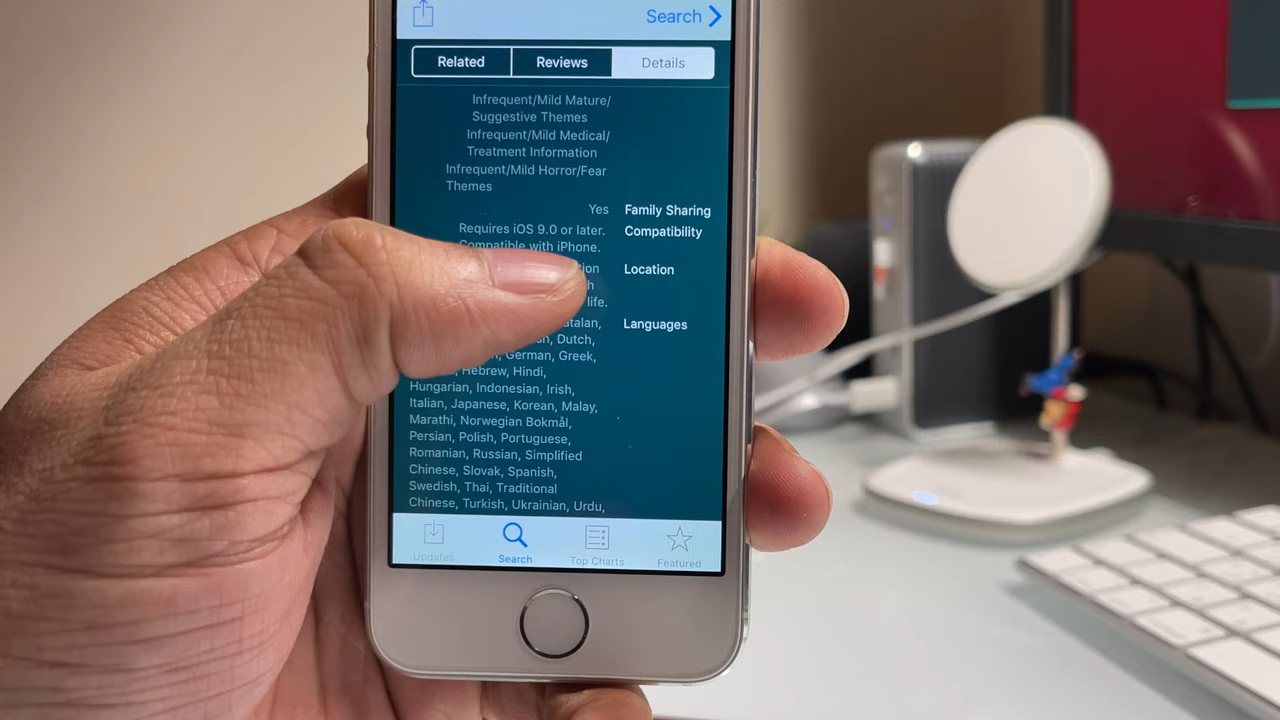 Search
Related Reviews Details
Infrequent/Mild Mature/
Suggestive Themes
Infrequent/Mild Medical/
Treatment Information
Infrequent/Mild Horror/Fear
Themes
Yes Family Sharing
Requires iOS 9.0 or later. Compatibility
Compatible with iPhone.
Location
life.
Languages
Dutch,
German, Greek,
Hebrew, Hindi,
Hungarian, Indonesian, Irish,
Italian, Japanese, Korean, Malay,
Marathi, Norwegian Bokmål,
Persian, Polish, Portuguese,
Romanian, Russian, Simplified
Chinese, Slovak, Spanish,
Swedish, Thai, Traditional
Chinese, Turkish, Ukrainian, Urdu,
Updates Search Top Charts Featured